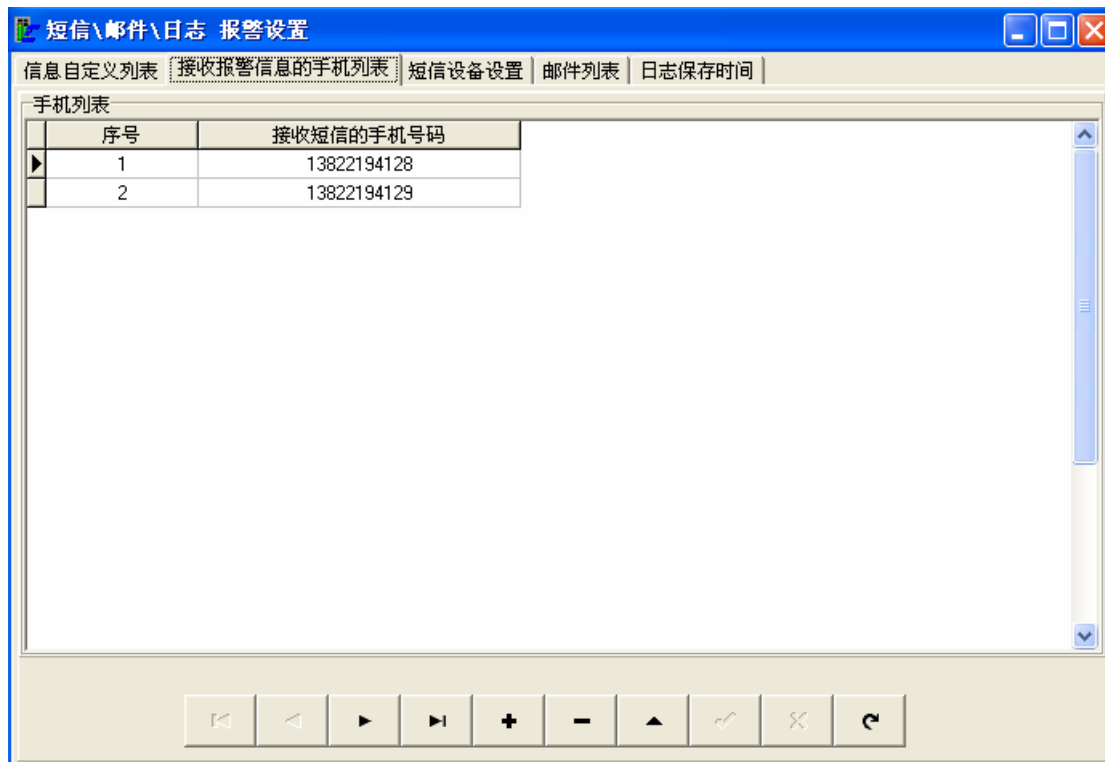 短信\邮件\日志 报警设置
信息自定义列表 接收报警信息的手机列表 短信设备设置 邮件列表 日志保存时间
手机列表
序号 接收短信的手机号码
1 13822194128
2 13822194129